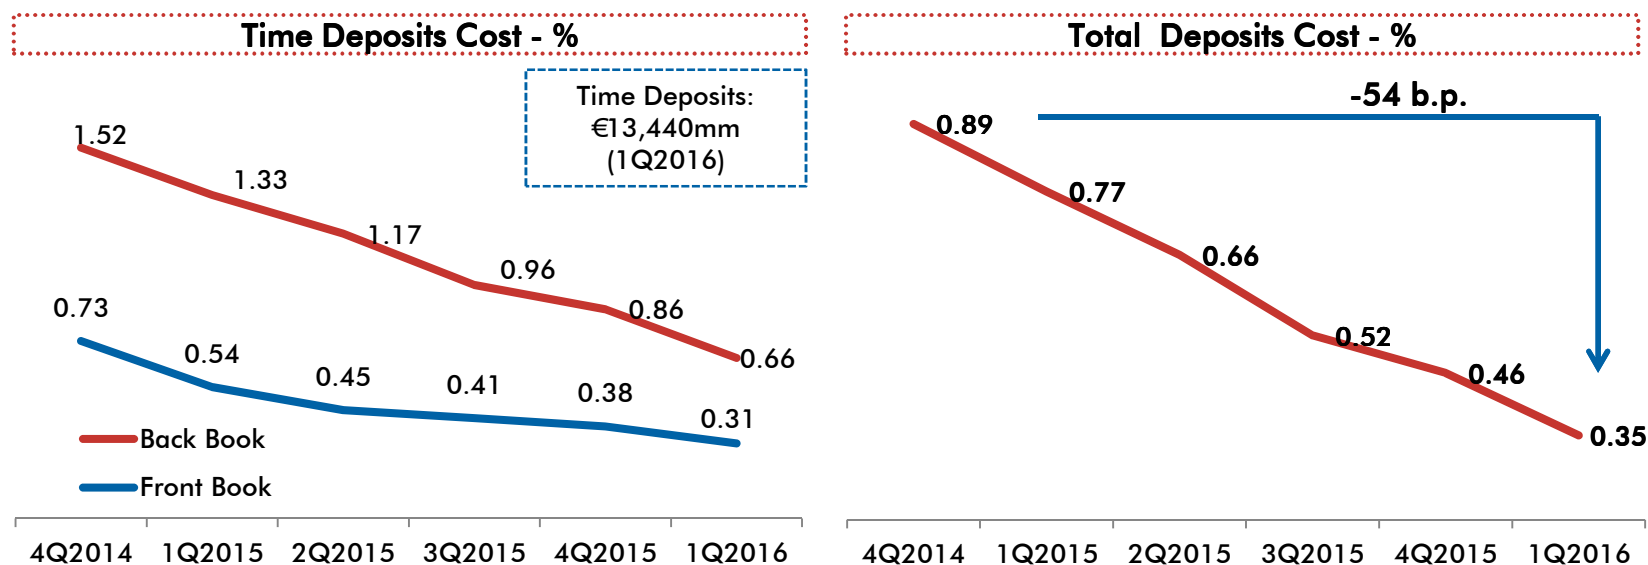 Time Deposits Cost - %
Time Deposits:
€13,440mm
(1Q2016)
1.52
1.33
1.17
0.96
0.86
0.66
0.73
0.54
0.45
0.41
0.38
0.31
Back Book
Front Book
4Q2014 1Q2015 2Q2015 3Q2015 4Q2015 1Q2016
Total Deposits Cost - %
-54 b.p.
0.89
0.77
0.66
0.52
0.46
0.35
4Q2014 1Q2015 2Q2015 3Q2015 4Q2015 1Q2016